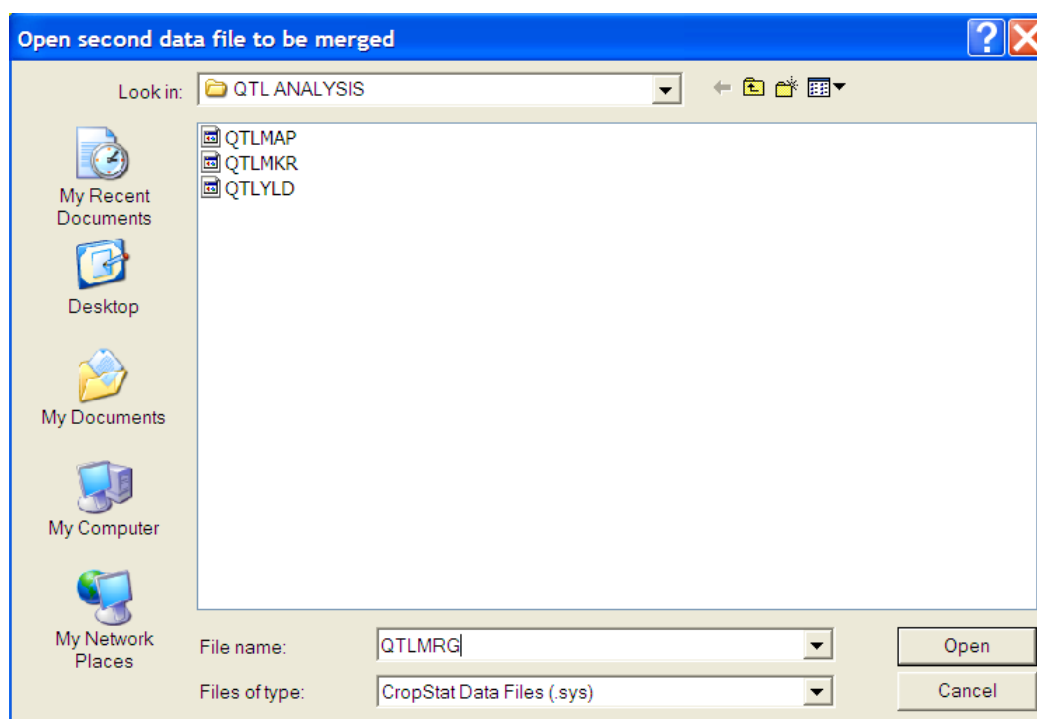 Open second data file to be merged
Look in:
QTL ANALYSIS
QTLMAP
QTLMKR
QTLYLD
My Recent
Documents
Desktop
My Documents
My Computer
My Network
Places
File name:
QTLMRG
Open
Files of type:
CropStat Data Files (.sys)
Cancel